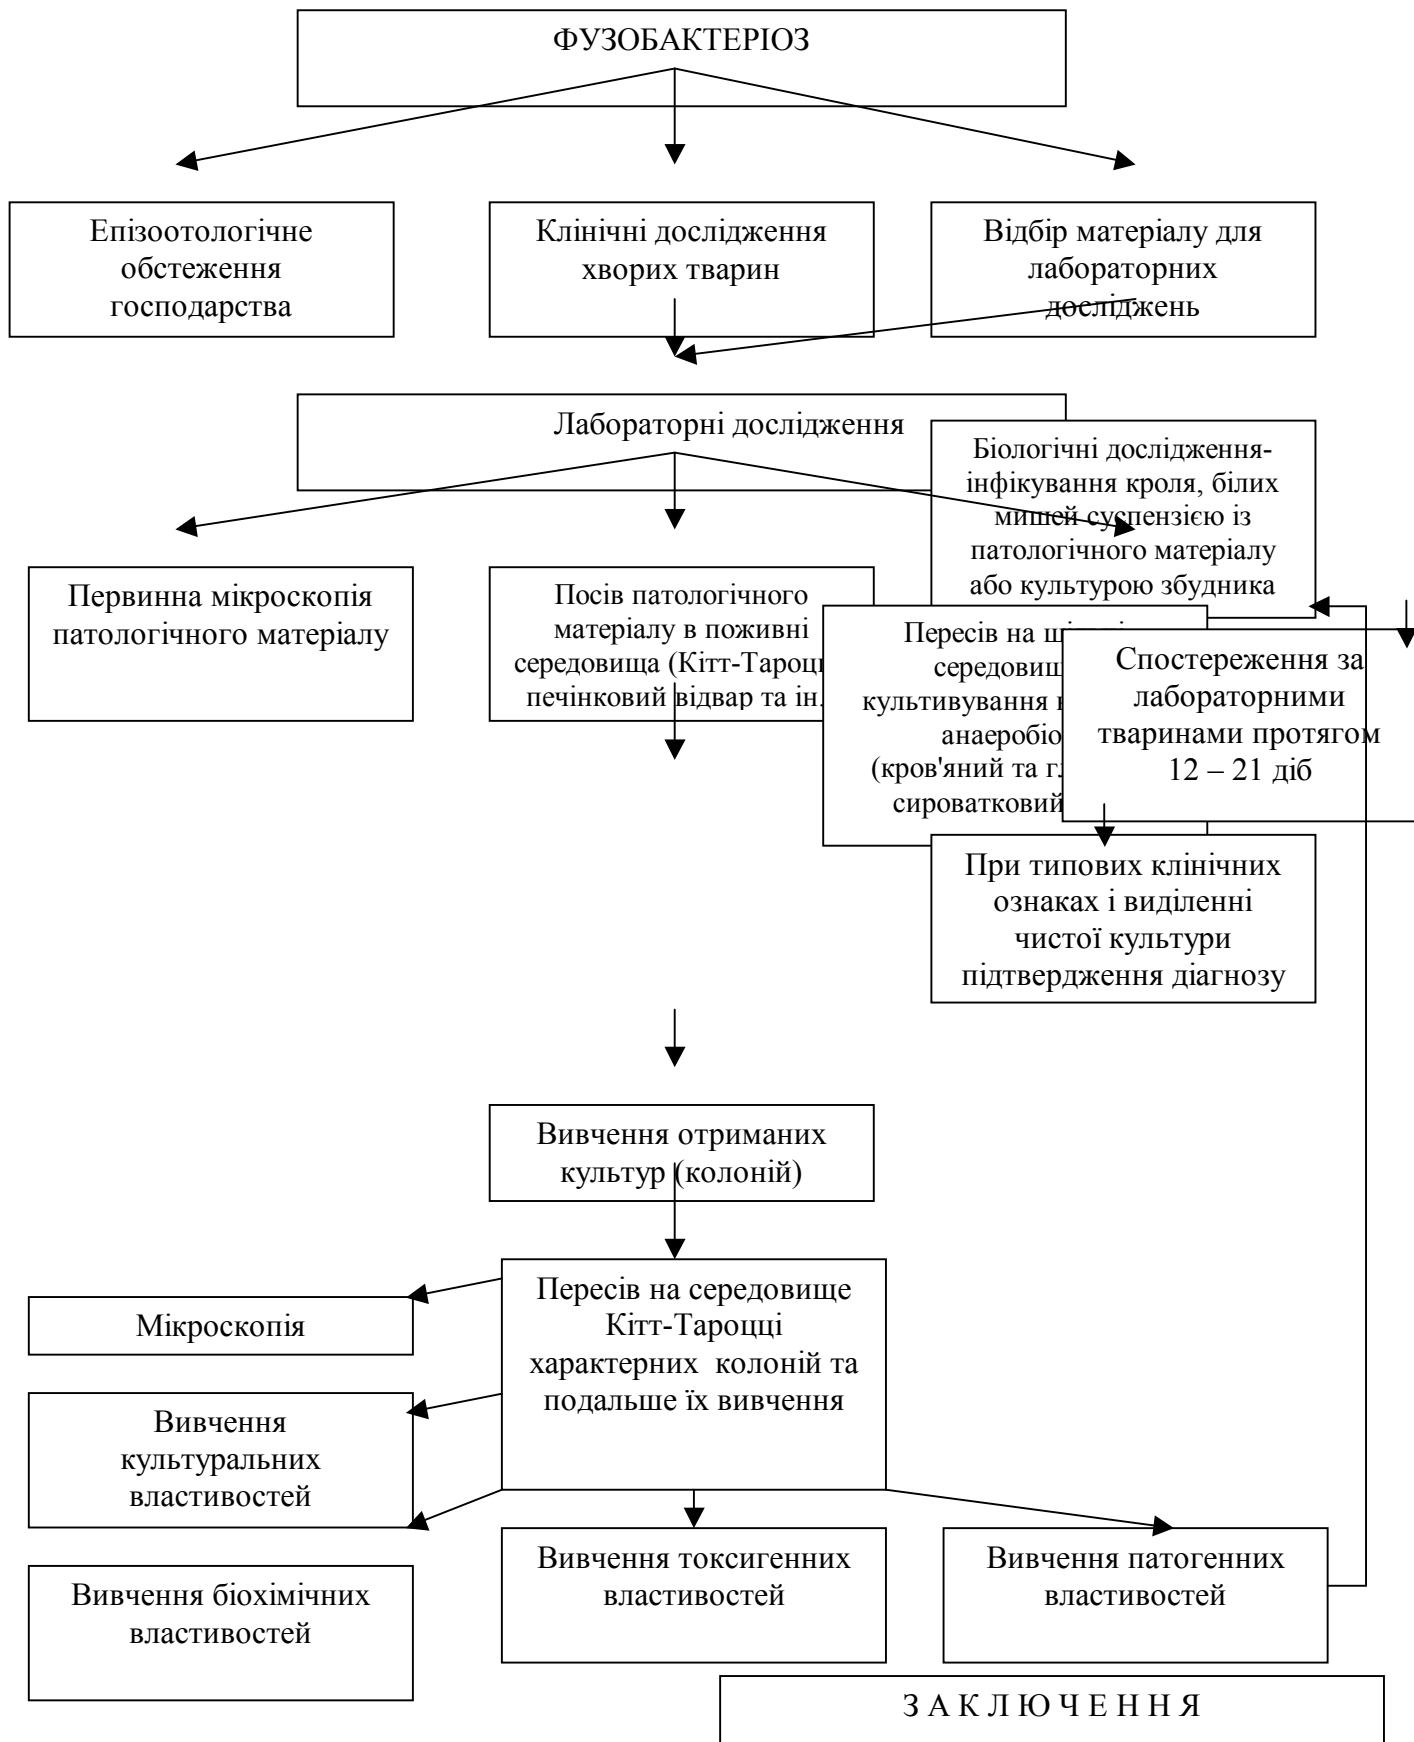 ФУЗОБАКТЕРІОЗ
Епізоотологічне
обстеження
господарства
Клінічні дослідження
хворих тварин
Відбір матеріалу для
лабораторних
досліджень
Лабораторні дослідження
Біологічні дослідження-
інфікування кроля, білих
мишей суспензією із
патологічного матеріалу
або культурою збудника
Первинна мікроскопія
патологічного матеріалу
Посів патологічного
матеріалу в поживні
середовища (Кітт-Тароцц
печінковий відвар та ін.
Пересів на
середовищ
культивування
анаеробіо
(кров'яний та
сироватковий
Спостереження за
лабораторними
тваринами протягом
12 – 21 діб
При типових клінічних
ознаках і виділенні
чистої культури
підтвердження діагнозу
Вивчення отриманих
культур (колоній)
Пересів на середовище
Кітт-Тароцці
характерних колоній та
подальше їх вивчення
Мікроскопія
Вивчення
культуральних
властивостей
Вивчення біохімічних
властивостей
Вивчення токсигенних
властивостей
Вивчення патогенних
властивостей
З А К Л Ю Ч Е Н Н Я